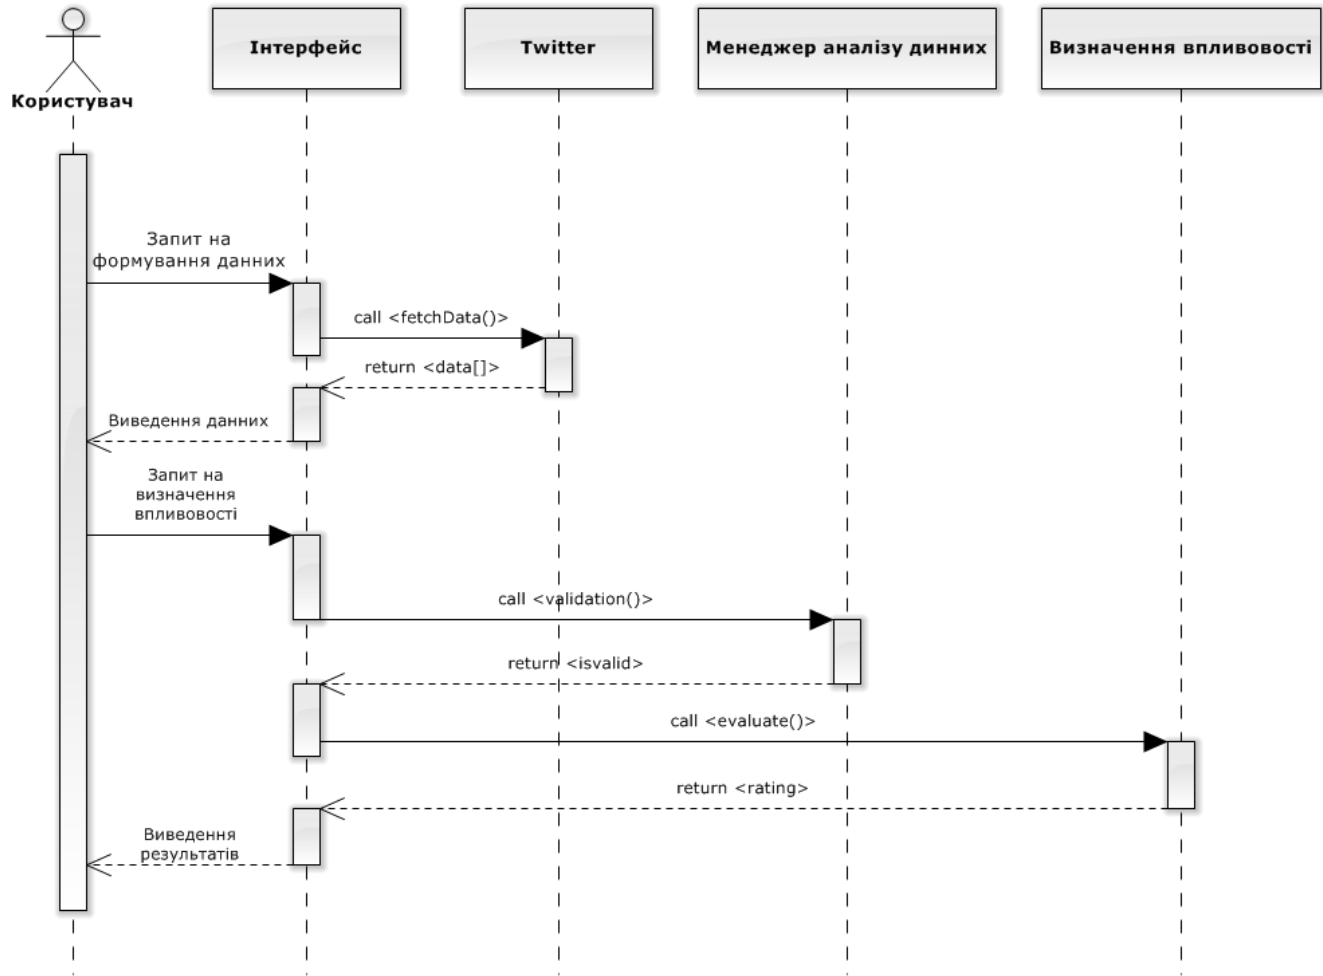 Користувач
Інтерфейс
Twitter
Менеджер аналізу динних
Визначення впливовості
Запит на
формування данних
call <fetchData()>
return <data[]>
Виведення данних
Запит на
визначення
впливовості
call <validation()>
return <isvalid>
call <evaluate()>
return <rating>
Виведення
результатів